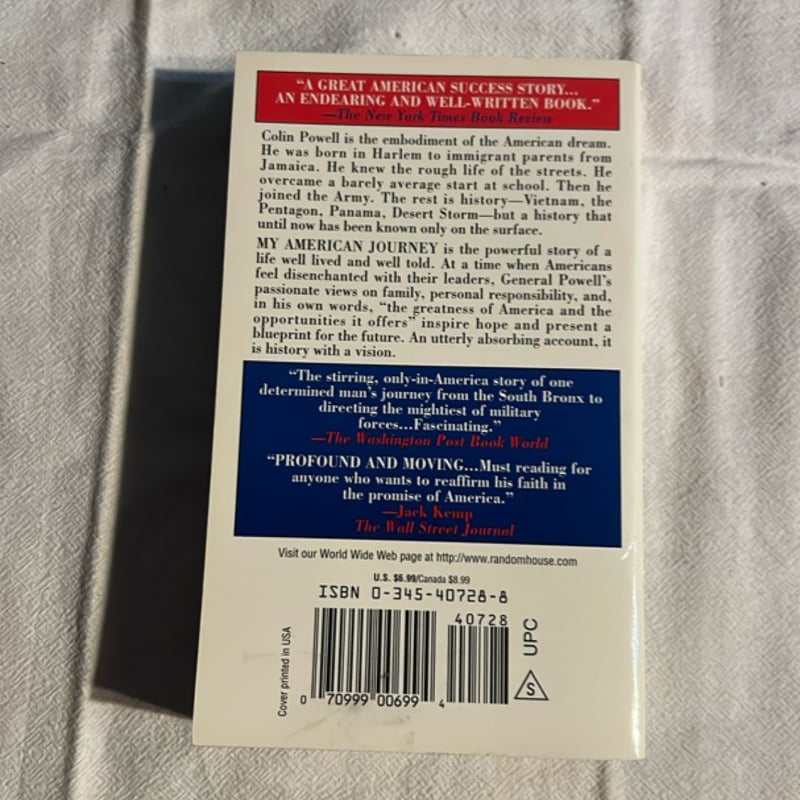 “A GREAT AMERICAN SUCCESS STORY...
AN ENDEARING AND WELL-WRITTEN BOOK.”
—The New York Times Book Review
Colin Powell is the embodiment of the American dream.
He was born in Harlem to immigrant parents from
Jamaica. He knew the rough life of the streets. He
overcame a barely average start at school. Then he
joined the Army. The rest is history—Vietnam, the
Pentagon, Panama, Desert Storm—but a history that
until now has been known only on the surface.
MY AMERICAN JOURNEY is the powerful story of a
life well lived and well told. At a time when Americans
feel disenchanted with their leaders, General Powell's
passionate views on family, personal responsibility, and,
in his own words, “the greatness of America and the
opportunities it offers” inspire hope and present a
blueprint for the future. An utterly absorbing account, it
is history with a vision.
“The stirring, only-in-America story of one
determined man's journey from the South Bronx to
directing the mightiest of military
forces...Fascinating.”
—The Washington Post Book World
“PROFOUND AND MOVING...Must reading for
anyone who wants to reaffirm his faith in
the promise of America.”
—Jack Kemp
The Wall Street Journal
Visit our World Wide Web page at http://www.randomhouse.com
U.S. $6.99/Canada $8.99
ISBN 0-345-40728-8
40728
0 70999 00699 4
UPC
S
Cover printed in USA